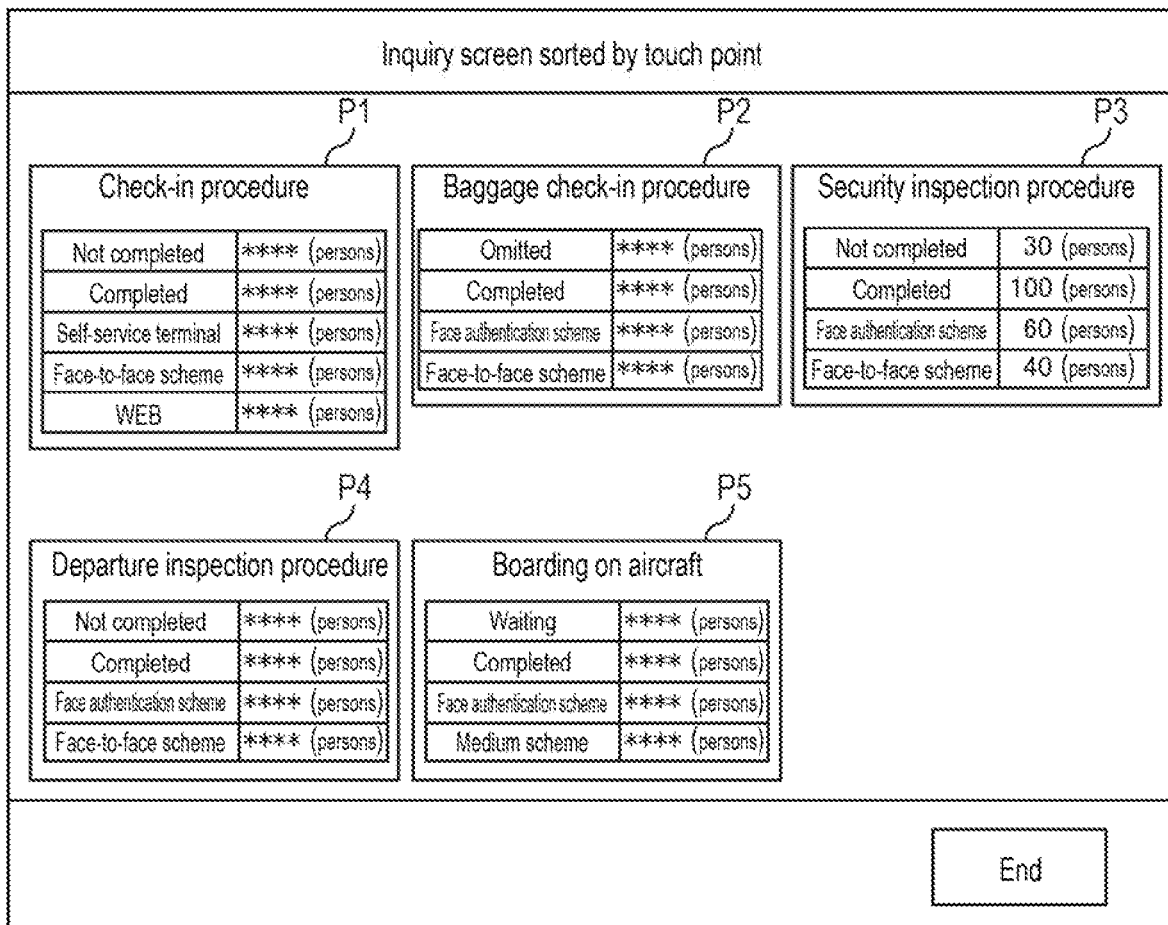 Inquiry screen sorted by touch point
P1
Check-in procedure
Not completed **** (persons)
Completed **** (persons)
Self-service terminal **** (persons)
Face-to-face scheme **** (persons)
WEB **** (persons)
P2
Baggage check-in procedure
Omitted **** (persons)
Completed **** (persons)
Face authentication scheme **** (persons)
Face-to-face scheme **** (persons)
P3
Security inspection procedure
Not completed 30 (persons)
Completed 100 (persons)
Face authentication scheme 60 (persons)
Face-to-face scheme 40 (persons)
P4
Departure inspection procedure
Not completed **** (persons)
Completed **** (persons)
Face authentication scheme **** (persons)
Face-to-face scheme **** (persons)
P5
Boarding on aircraft
Waiting **** (persons)
Completed **** (persons)
Face authentication scheme **** (persons)
Medium scheme **** (persons)
End